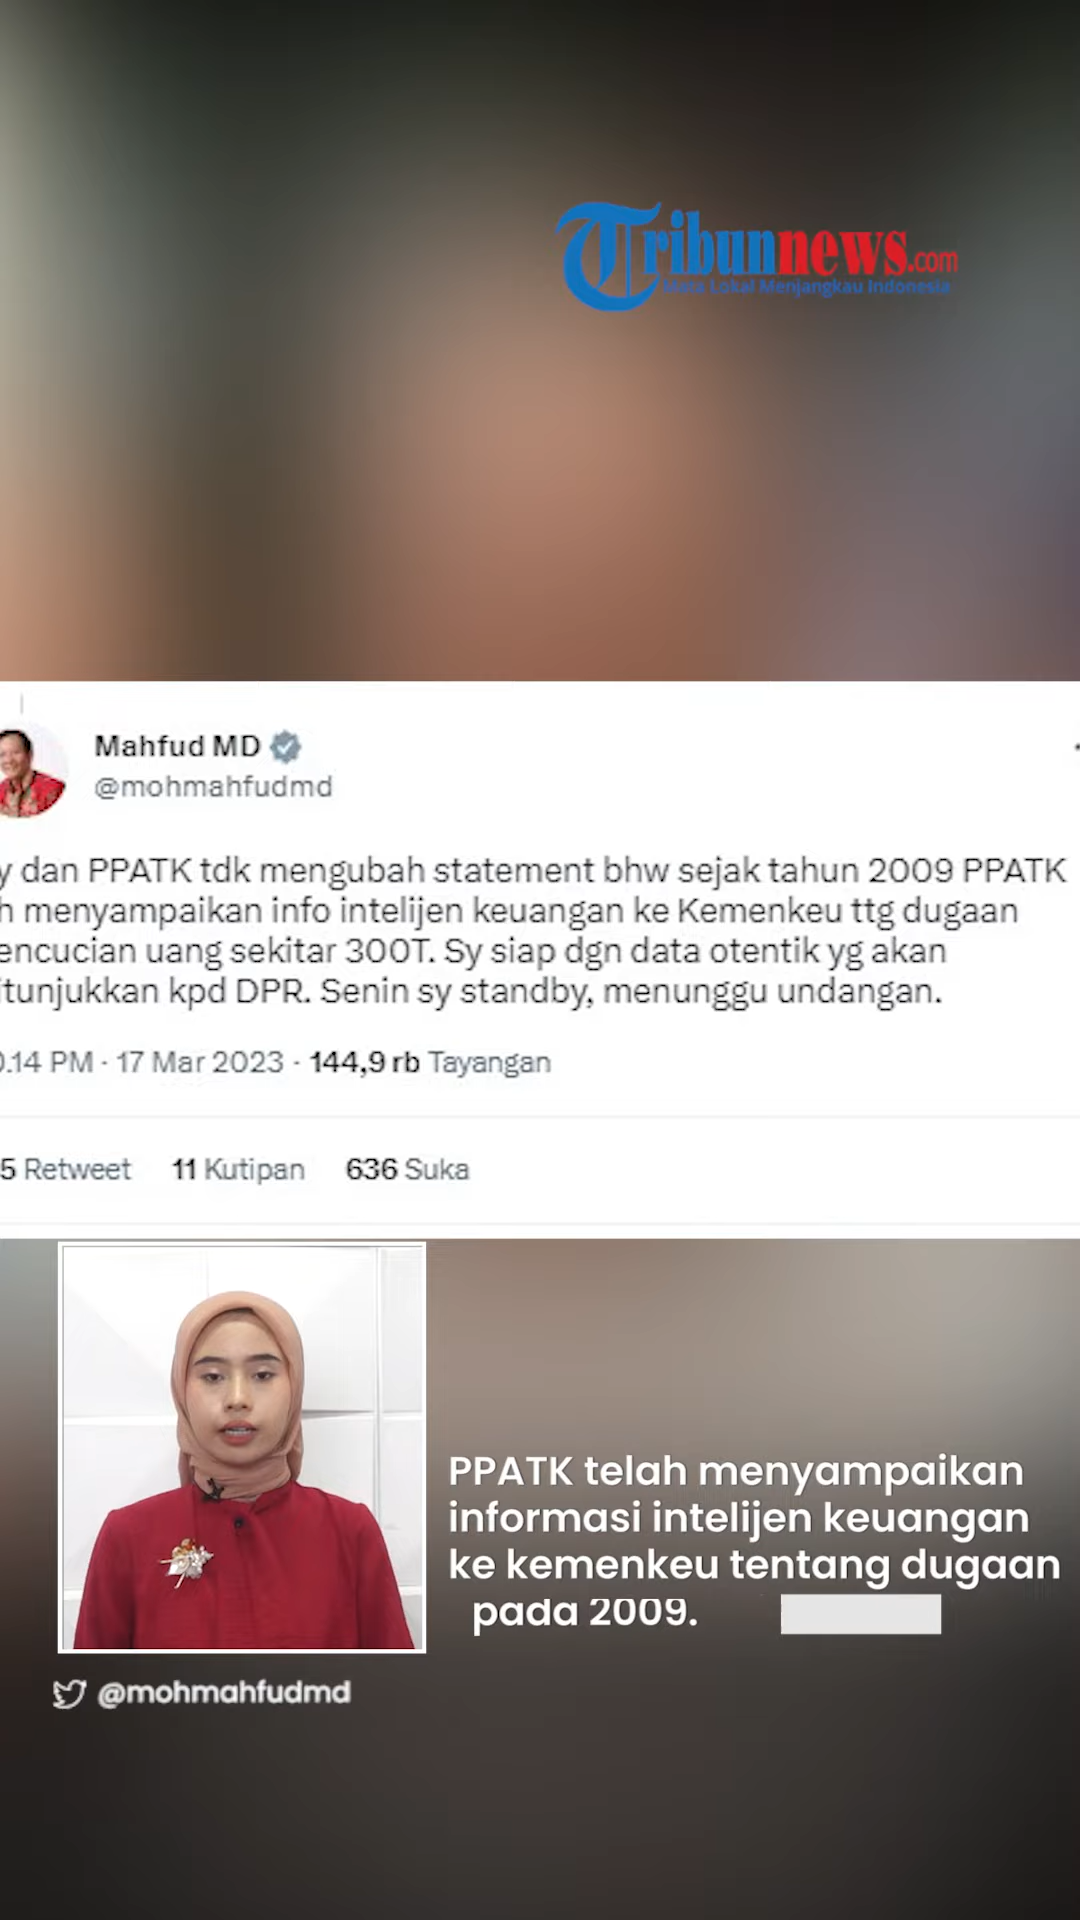 Tribunnews.com
Mata Lokal Menjangkau Indonesia
Mahfud MD
@mohmahfudmd
dan PPATK tdk mengubah statement bhw sejak tahun 2009 PPATK
menyampaikan info intelijen keuangan ke Kemenkeu ttg dugaan
encucian uang sekitar 300T. Sy siap dgn data otentik yg akan
itunjukkan kpd DPR. Senin sy standby, menunggu undangan.
.14 PM · 17 Mar 2023 · 144,9 rb Tayangan
5 Retweet 11 Kutipan 636 Suka
PPATK telah menyampaikan
informasi intelijen keuangan
ke kemenkeu tentang dugaan
pada 2009.
@mohmahfudmd